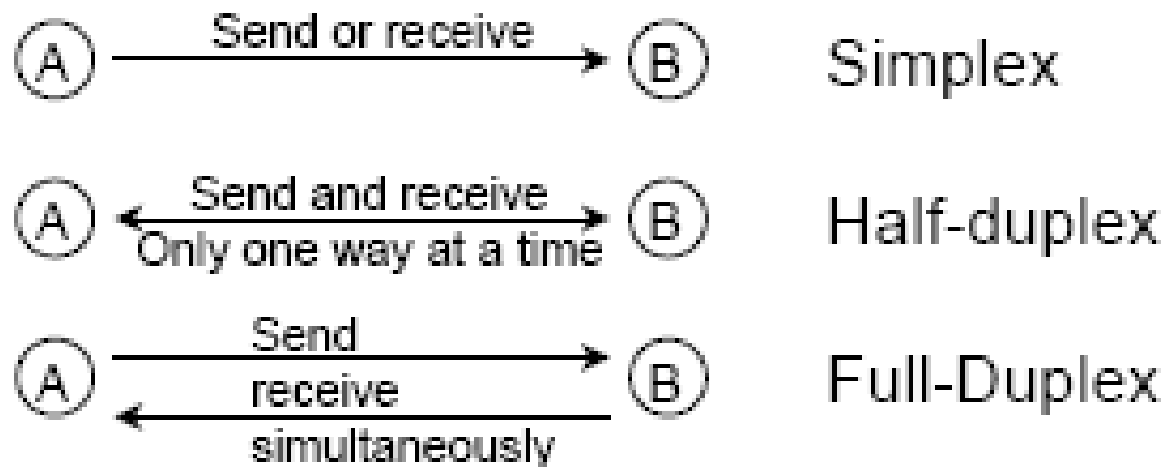 Send or receive
A B Simplex
Send and receive
A B Half-duplex
Only one way at a time
Send
A B Full-Duplex
receive
simultaneously